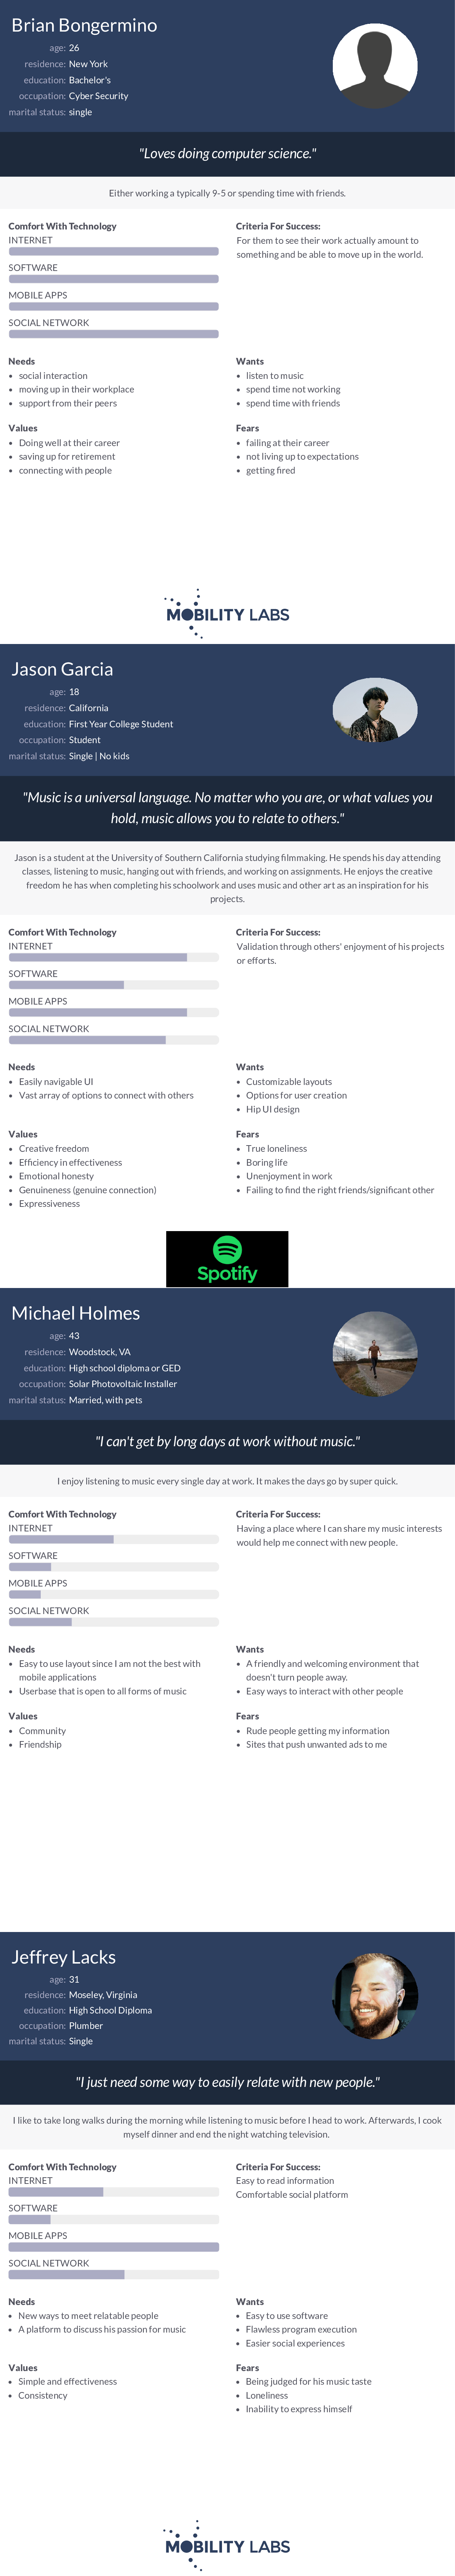 Brian Bongermino
age: 26
residence: New York
education: Bachelor's
occupation: Cyber Security
marital status: single
"Loves doing computer science."
Either working a typically 9-5 or spending time with friends.
Comfort With Technology
INTERNET
SOFTWARE
MOBILE APPS
SOCIAL NETWORK
Criteria For Success:
For them to see their work actually amount to
something and be able to move up in the world.
Needs
• social interaction
• moving up in their workplace
• support from their peers
Wants
• listen to music
• spend time not working
• spend time with friends
Values
• Doing well at their career
• saving up for retirement
• connecting with people
Fears
• failing at their career
• not living up to expectations
• getting fired
MOBILITY LABS
Jason Garcia
age: 18
residence: California
education: First Year College Student
occupation: Student
marital status: Single | No kids
"Music is a universal language. No matter who you are, or what values you
hold, music allows you to relate to others."
Jason is a student at the University of Southern California studying filmmaking. He spends his day attending
classes, listening to music, hanging out with friends, and working on assignments. He enjoys the creative
freedom he has when completing his schoolwork and uses music and other art as an inspiration for his
projects.
Comfort With Technology
INTERNET
SOFTWARE
MOBILE APPS
SOCIAL NETWORK
Criteria For Success:
Validation through others' enjoyment of his projects
or efforts.
Needs
• Easily navigable UI
• Vast array of options to connect with others
Wants
• Customizable layouts
• Options for user creation
• Hip UI design
Values
• Creative freedom
• Efficiency in effectiveness
• Emotional honesty
• Genuineness (genuine connection)
• Expressiveness
Fears
• True loneliness
• Boring life
• Unenjoyment in work
• Failing to find the right friends/significant other
Spotify
Michael Holmes
age: 43
residence: Woodstock, VA
education: High school diploma or GED
occupation: Solar Photovoltaic Installer
marital status: Married, with pets
"I can't get by long days at work without music."
I enjoy listening to music every single day at work. It makes the days go by super quick.
Comfort With Technology
INTERNET
SOFTWARE
MOBILE APPS
SOCIAL NETWORK
Criteria For Success:
Having a place where I can share my music interests
would help me connect with new people.
Needs
• Easy to use layout since I am not the best with
mobile applications
• Userbase that is open to all forms of music
Wants
• A friendly and welcoming environment that
doesn't turn people away.
• Easy ways to interact with other people
Values
• Community
• Friendship
Fears
• Rude people getting my information
• Sites that push unwanted ads to me
Jeffrey Lacks
age: 31
residence: Moseley, Virginia
education: High School Diploma
occupation: Plumber
marital status: Single
"I just need some way to easily relate with new people."
I like to take long walks during the morning while listening to music before I head to work. Afterwards, I cook
myself dinner and end the night watching television.
Comfort With Technology
INTERNET
SOFTWARE
MOBILE APPS
SOCIAL NETWORK
Criteria For Success:
Easy to read information
Comfortable social platform
Needs
• New ways to meet relatable people
• A platform to discuss his passion for music
Wants
• Easy to use software
• Flawless program execution
• Easier social experiences
Values
• Simple and effectiveness
• Consistency
Fears
• Being judged for his music taste
• Loneliness
• Inability to express himself
MOBILITY LABS